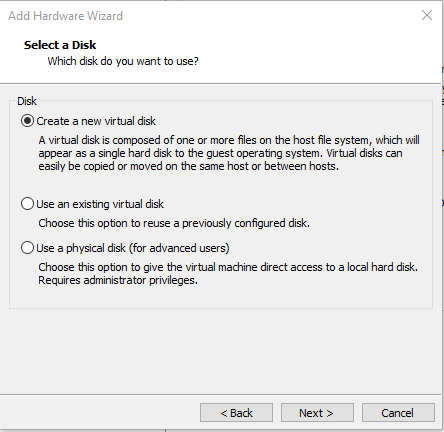 Add Hardware Wizard
Select a Disk
Which disk do you want to use?
Disk
Create a new virtual disk
A virtual disk is composed of one or more files on the host file system, which will
appear as a single hard disk to the guest operating system. Virtual disks can
easily be copied or moved on the same host or between hosts.
Use an existing virtual disk
Choose this option to reuse a previously configured disk.
Use a physical disk (for advanced users)
Choose this option to give the virtual machine direct access to a local hard disk.
Requires administrator privileges.
< Back
Next >
Cancel